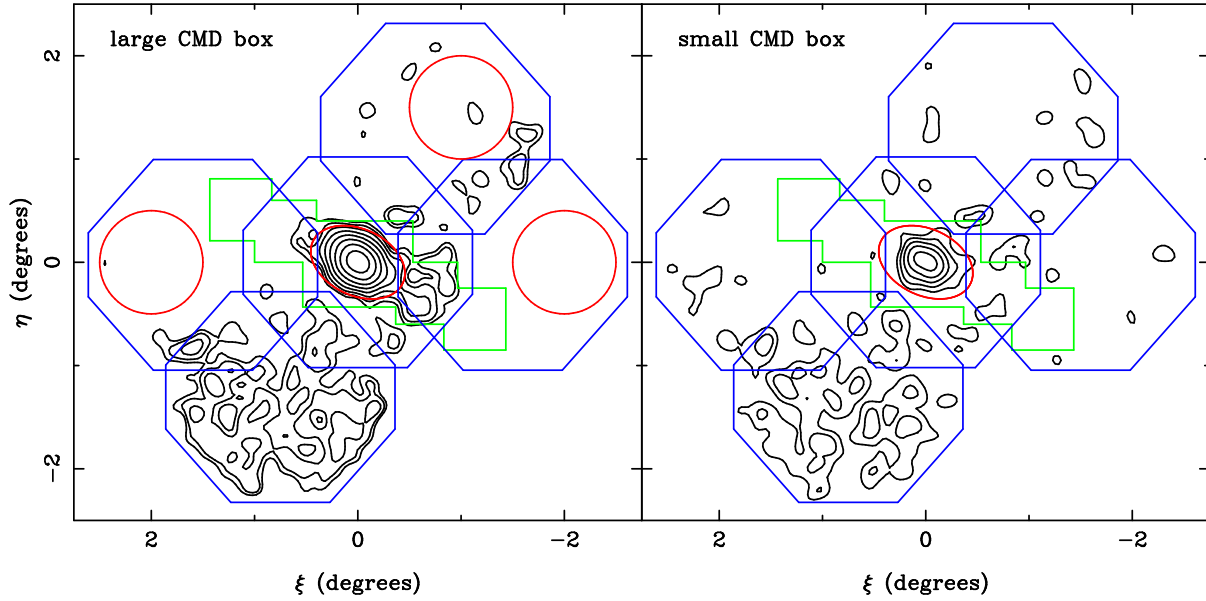 large CMD box
small CMD box
2
0
-2
η (degrees)
2
0
-2
2
0
-2
ξ (degrees)
ξ (degrees)